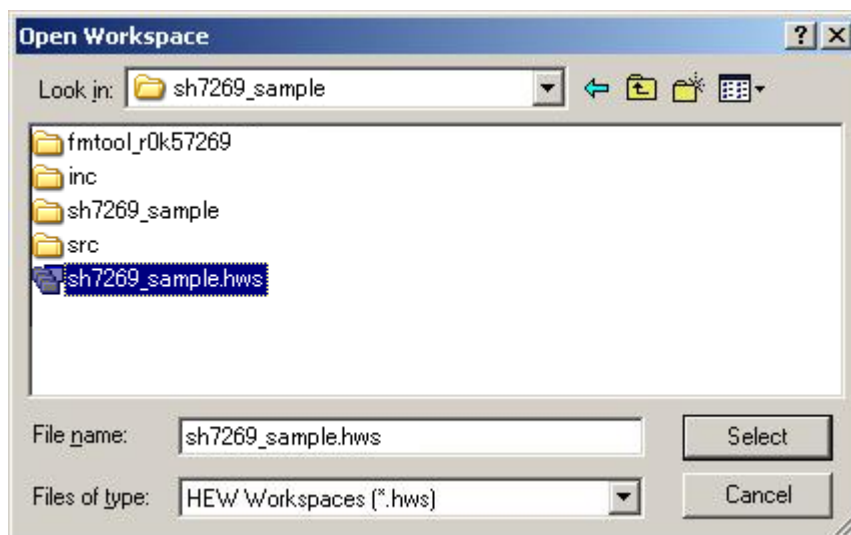 Open Workspace
Look in: sh7269_sample
fmtool_r0k57269
inc
sh7269_sample
src
sh7269_sample.hws
File name: sh7269_sample.hws Select
Files of type: HEW Workspaces (*.hws) Cancel